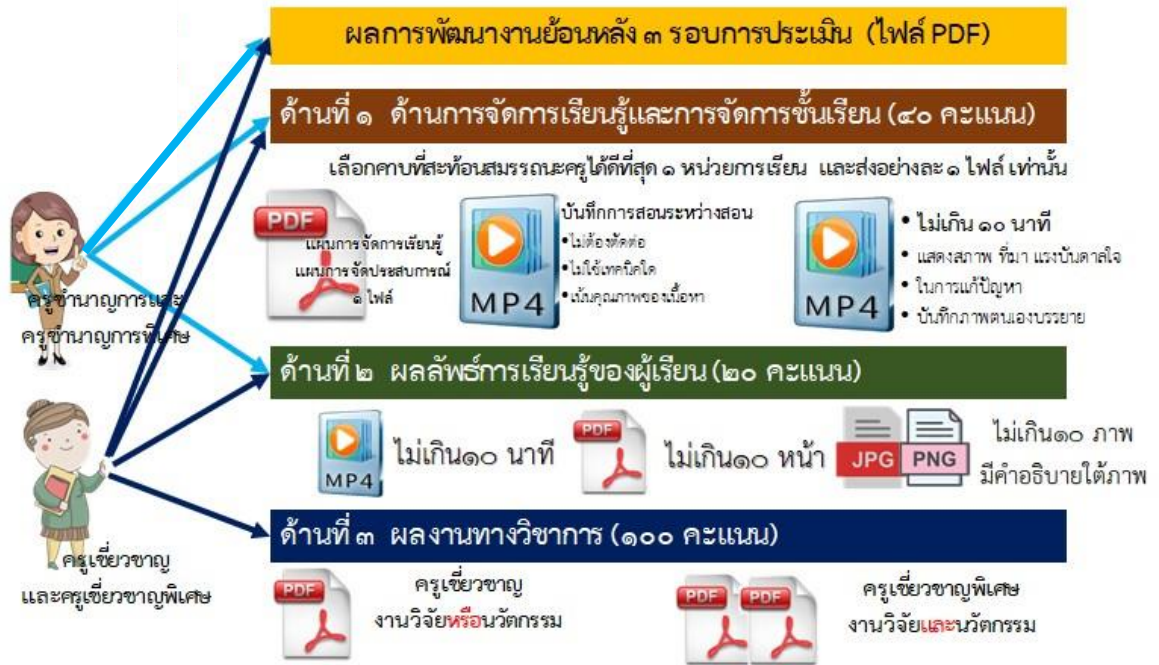 ผลการพัฒนางานย้อนหลัง ๓ รอบการประเมิน (ไฟล์ PDF)
ด้านที่ ๑ ด้านการจัดการเรียนรู้และการจัดการชั้นเรียน (๔๐ คะแนน)
เลือกคาบที่สะท้อนสมรรถนะครูได้ดีที่สุด ๑ หน่วยการเรียน และส่งอย่างละ ๑ ไฟล์ เท่านั้น
PDF
แผนการจัดการเรียนรู้
แผนการจัดประสบการณ์
๑ ไฟล์
MP4
บันทึกการสอนระหว่างสอน
•ไม่ต้องตัดต่อ
•ไม่ใช้เทคนิคใด
•เน้นคุณภาพของเนื้อหา
MP4
• ไม่เกิน ๑๐ นาที
• แสดงสภาพ ที่มา แรงบันดาลใจ
• ในการแก้ปัญหา
• บันทึกภาพตนเองบรรยาย
ครูชำนาญการและ
ครูชำนาญการพิเศษ
ด้านที่ ๒ ผลลัพธ์การเรียนรู้ของผู้เรียน (๒๐ คะแนน)
MP4
ไม่เกิน๑๐ นาที
PDF
ไม่เกิน๑๐ หน้า
JPG
PNG
ไม่เกิน๑๐ ภาพ
มีคำอธิบายใต้ภาพ
ครูเชี่ยวชาญ
และครูเชี่ยวชาญพิเศษ
ด้านที่ ๓ ผลงานทางวิชาการ (๑๐๐ คะแนน)
PDF
ครูเชี่ยวชาญ
งานวิจัยหรือนวัตกรรม
PDF
PDF
ครูเชี่ยวชาญพิเศษ
งานวิจัยและนวัตกรรม